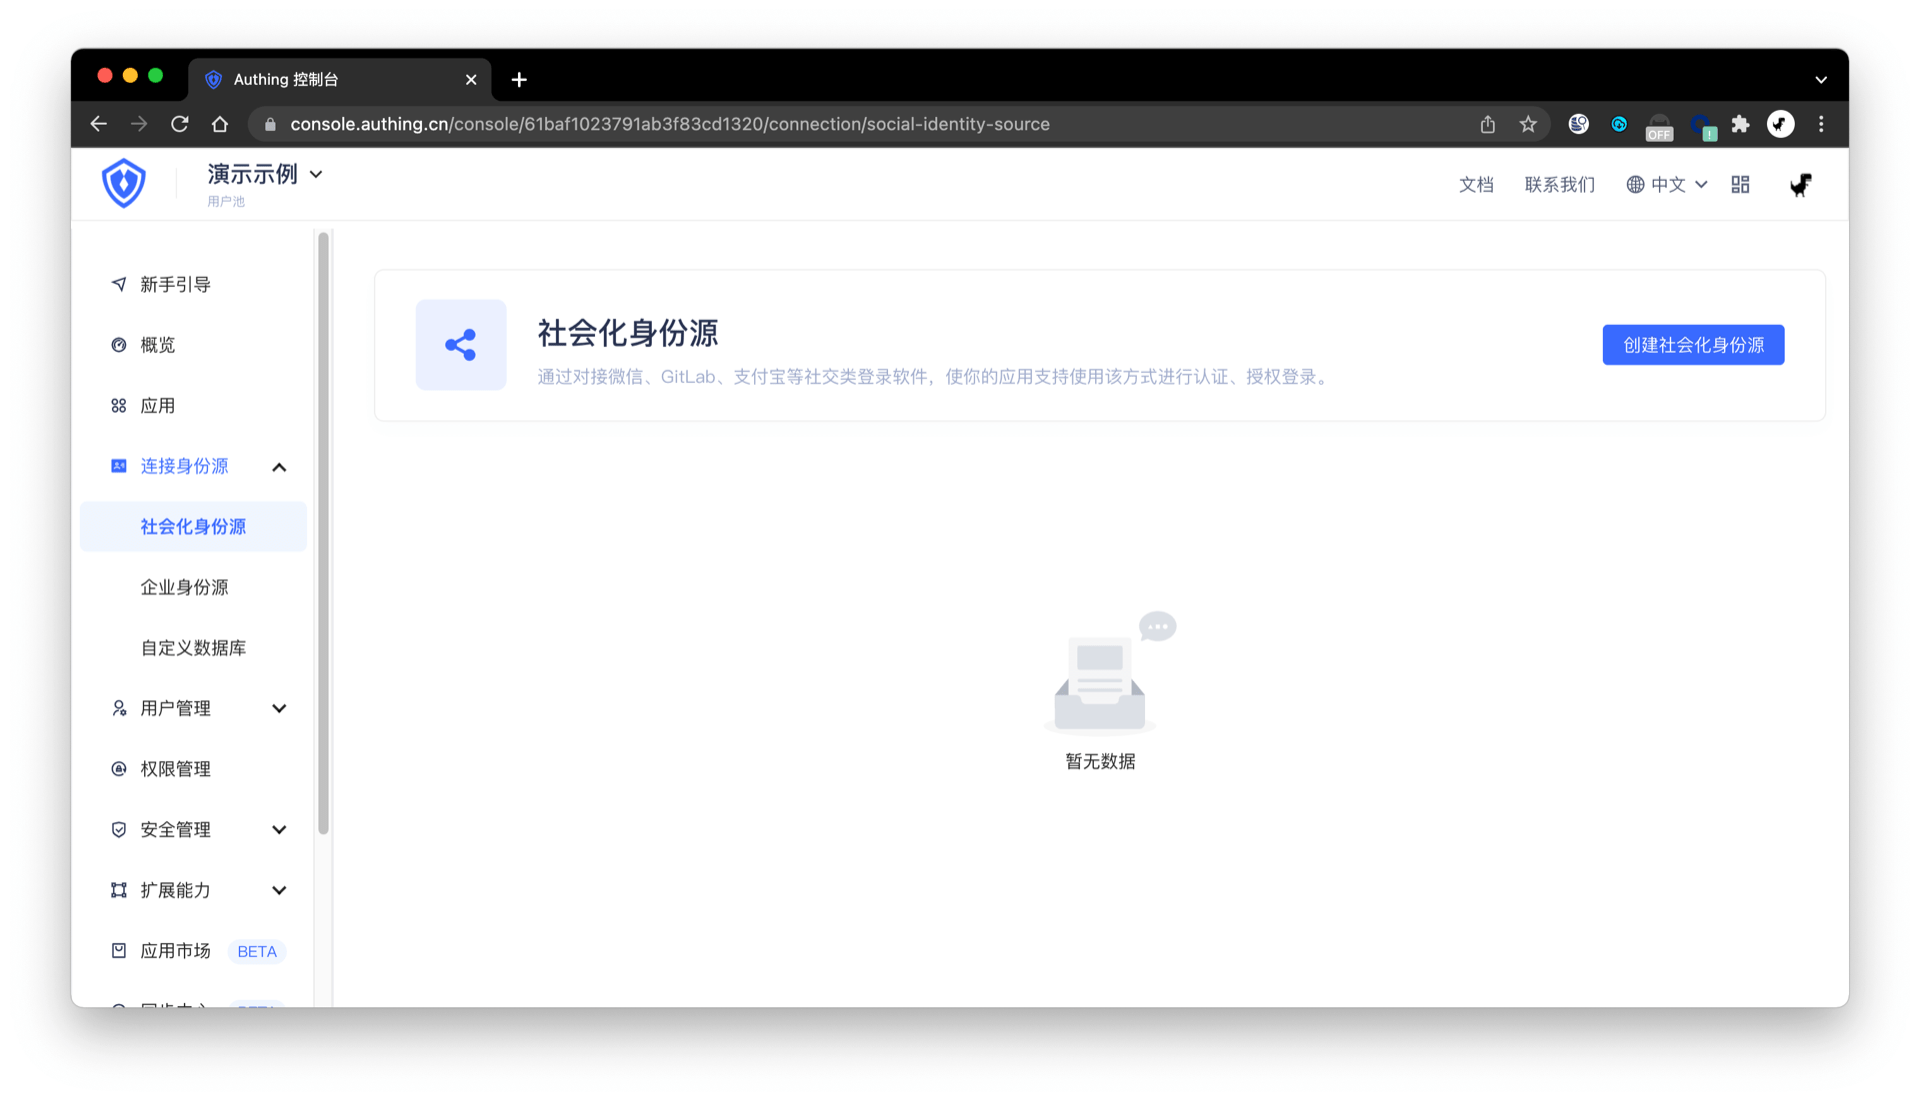 Authing 控制台
console.authing.cn/console/61baf1023791ab3f83cd1320/connection/social-identity-source
OFF
演示示例
用户池
文档
联系我们
中文
新手引导
概览
应用
连接身份源
社会化身份源
企业身份源
自定义数据库
用户管理
权限管理
安全管理
扩展能力
应用市场 BETA
社会化身份源
通过对接微信、GitLab、支付宝等社交类登录软件，使你的应用支持使用该方式进行认证、授权登录。
创建社会化身份源
暂无数据